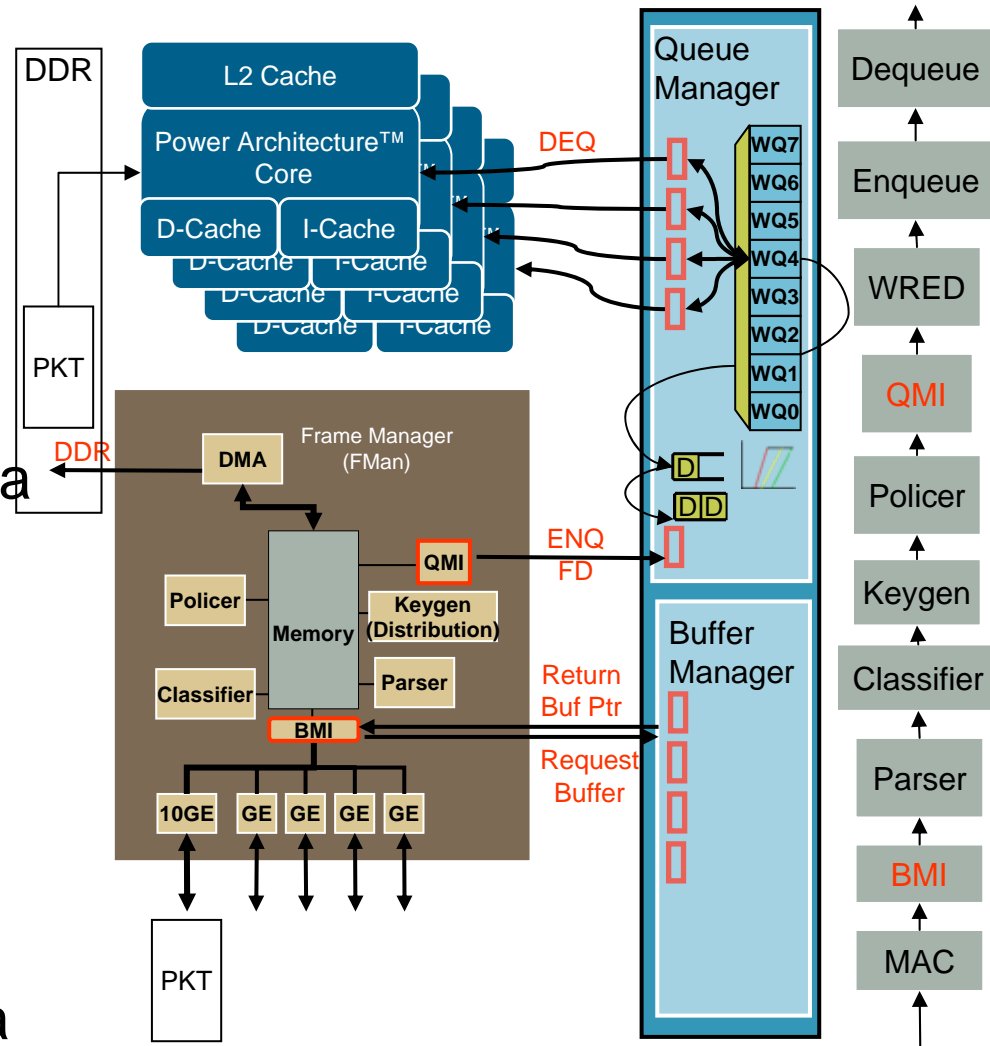 DDR
PKT
L2 Cache
Power Architecture™
Core
D-Cache
I-Cache
™
D-Cache
I-Cache
™
D-Cache
I-Cache
™
D-Cache
I-Cache
DEQ
Queue
Manager
WQ7
WQ6
WQ5
WQ4
WQ3
WQ2
WQ1
WQ0
D
D
D
DDR
a
Frame Manager
(FMan)
DMA
QMI
ENQ
FD
Policer
Memory
Keygen
(Distribution)
Classifier
Parser
BMI
Return
Buf Ptr
Request
Buffer
Buffer
Manager
10GE
GE
GE
GE
GE
PKT
a
Dequeue
Enqueue
WRED
QMI
Policer
Keygen
Classifier
Parser
BMI
MAC